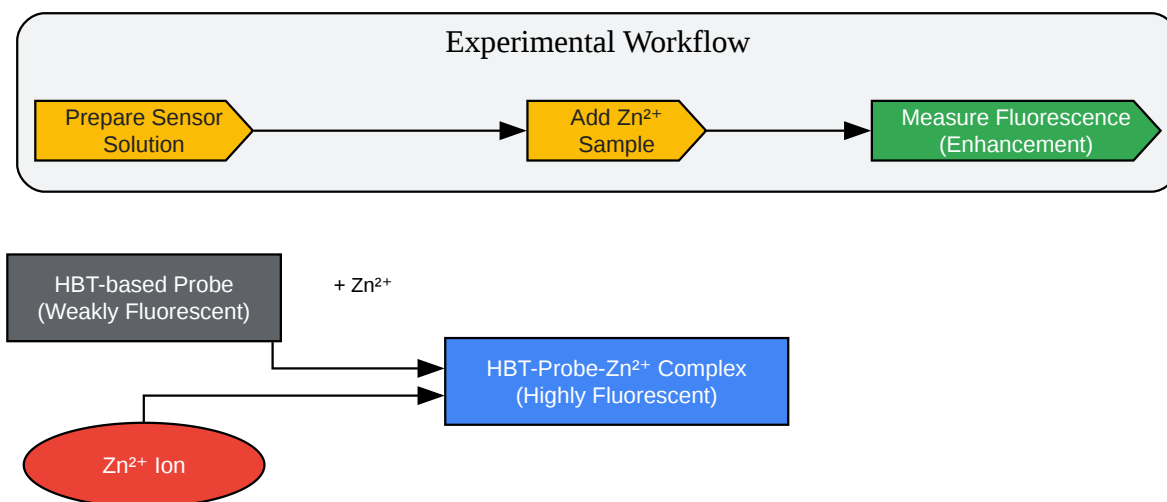 Experimental Workflow
Prepare Sensor
Solution
Add Zn²⁺
Sample
Measure Fluorescence
(Enhancement)
HBT-based Probe
(Weakly Fluorescent)
+ Zn²⁺
HBT-Probe-Zn²⁺ Complex
(Highly Fluorescent)
Zn²⁺ Ion